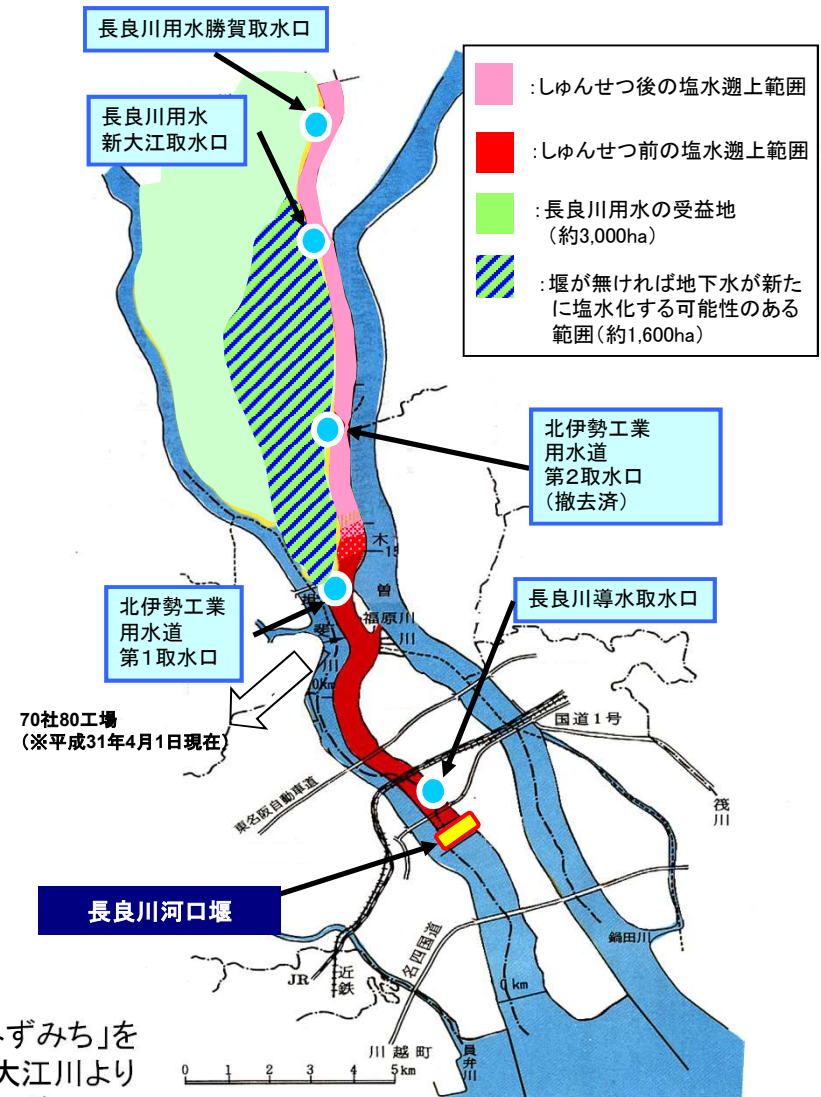 長良川用水勝賀取水口
長良川用水
新大江取水口
:しゅんせつ後の塩水遡上範囲
:しゅんせつ前の塩水遡上範囲
:長良川用水の受益地
(約3,000ha)
:堰が無ければ地下水が新た
に塩水化する可能性のある
範囲(約1,600ha)
北伊勢工業
用水道
第2取水口
(撤去済)
木
15
曽
川
揖
斐
川
0km
福原
北伊勢工業
用水道
第1取水口
長良川導水取水口
70社80工場
(※平成31年4月1日現在)
国道1号
東名阪自動車道
筏
川
長良川河口堰
鍋田川
名四国道
JR
近
鉄
0km
川越町
員
弁
川
0 1 2 3 4 5km
ずみち」を
大江川より